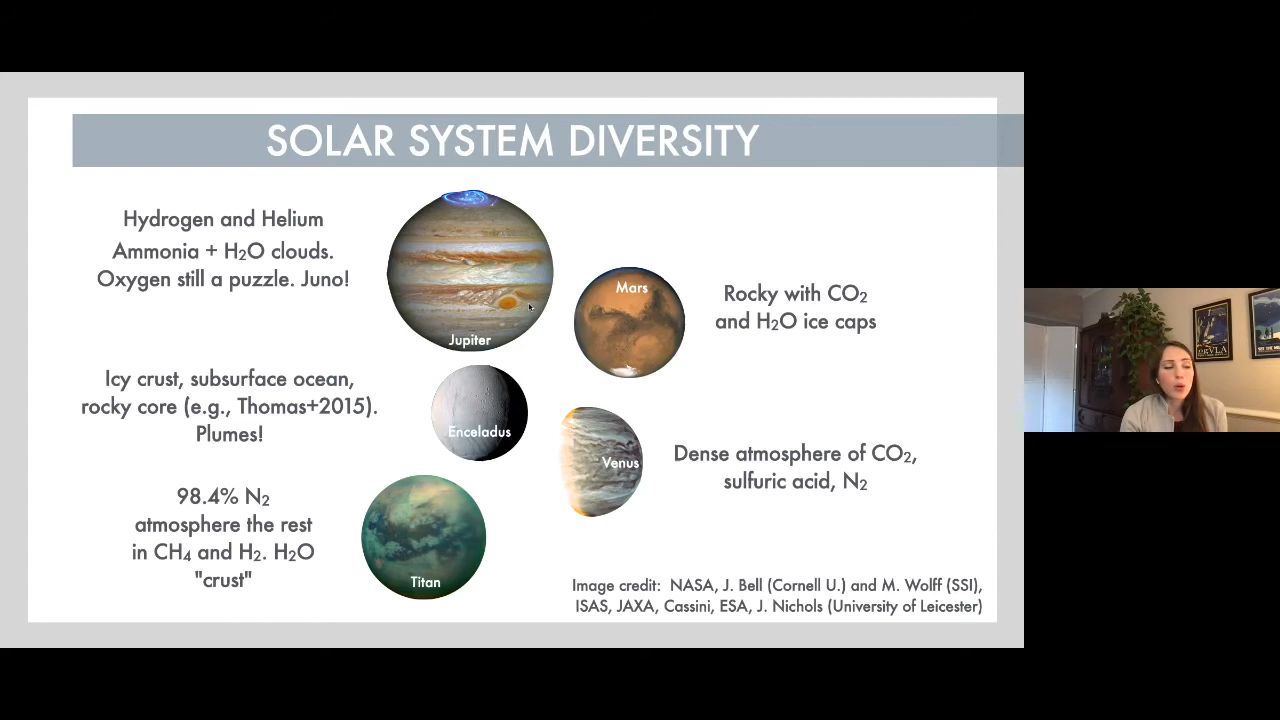 SOLAR SYSTEM DIVERSITY
Hydrogen and Helium
Ammonia + H₂O clouds.
Oxygen still a puzzle. Juno!
Jupiter
Mars
Rocky with CO₂
and H₂O ice caps
Icy crust, subsurface ocean,
rocky core (e.g., Thomas+2015).
Plumes!
Enceladus
Venus
Dense atmosphere of CO₂,
sulfuric acid, N₂
98.4% N₂
atmosphere the rest
in CH₄ and H₂. H₂O
"crust"
Titan
Image credit: NASA, J. Bell (Cornell U.) and M. Wolff (SSI),
ISAS, JAXA, Cassini, ESA, J. Nichols (University of Leicester)